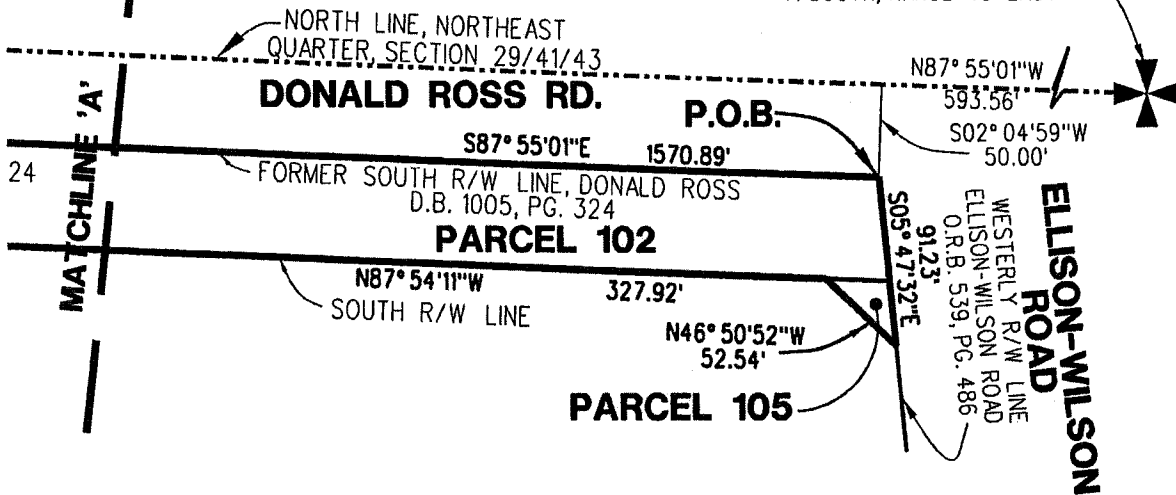 NORTH LINE, NORTHEAST
QUARTER, SECTION 29/41/43
N87° 55'01"W
593.56'
DONALD ROSS RD.
P.O.B.
S02° 04'59"W
50.00'
MATCHLINE 'A'
S87° 55'01"E 1570.89'
24
FORMER SOUTH R/W LINE, DONALD ROSS
D.B. 1005, PG. 324
PARCEL 102
S05° 47'32"E
91.23'
WESTERLY R/W LINE
ELLISON-WILSON ROAD
O.R.B. 539, PG. 486
ELLISON-WILSON
ROAD
N87° 54'11"W 327.92'
SOUTH R/W LINE
N46° 50'52"W
52.54'
PARCEL 105